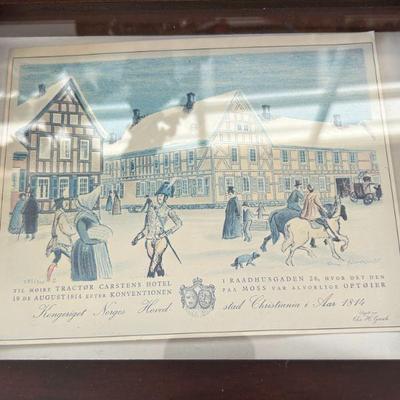 TIL HØIRE TRACTØR CARSTENS HOTEL I RAADHUSGADEN 26, HVOR DET DEN
19 DE AUGUST 1814 EFTER KONVENTIONEN PAA MOSS VAR ALVORLIGE OPTØIER
Kongeriget Norges Hoved stad Christiania i Aar 1814